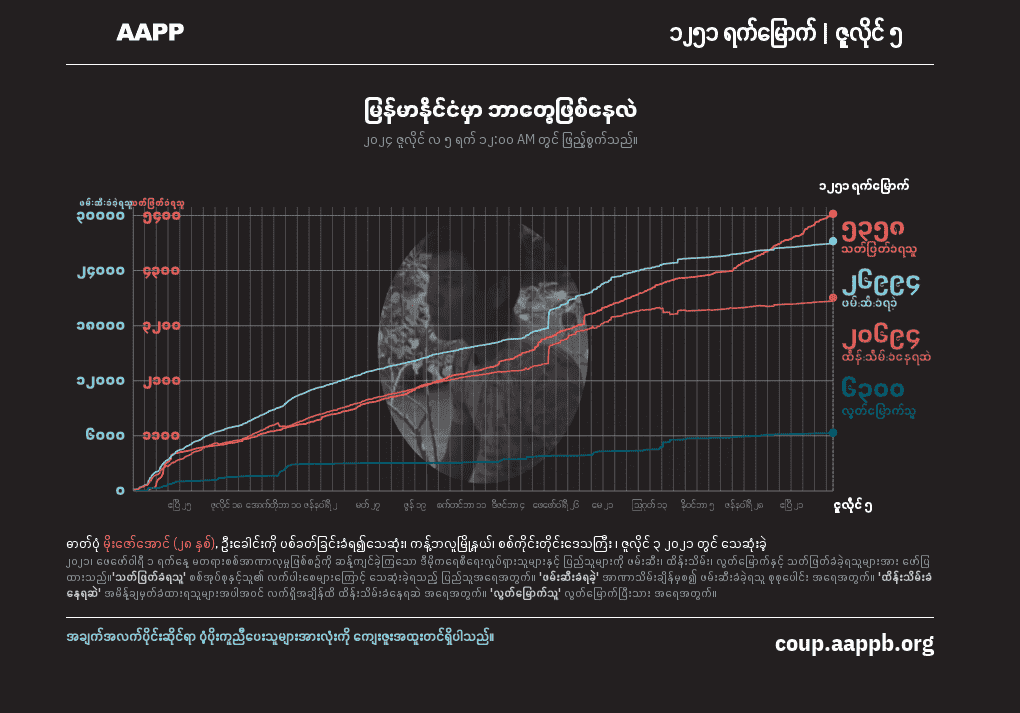 AAPP
၁၂၅၁ ရက်မြောက် | ဇူလိုင် ၅
မြန်မာနိုင်ငံမှာ ဘာတွေဖြစ်နေလဲ
၂၀၂၄ ဇူလိုင် လ ၅ ရက် ၁၂:၀၀ AM တွင် ဖြည့်စွက်သည်။
၁၂၅၁ ရက်မြောက်
ဖမ်းဆီးခံခဲ့ရသူ
သတ်ဖြတ်ခံရသူ
၃၀၀၀၀ ၅၄၀၀
၂၄၀၀၀ ၄၃၀၀
၁၈၀၀၀ ၃၂၀၀
၁၂၀၀၀ ၂၁၀၀
၆၀၀၀ ၁၁၀၀
၀
၅၃၅၈
သတ်ဖြတ်ခံရသူ
၂၆၉၉၄
ဖမ်းဆီးခံရခဲ့
၂၀၆၉၄
ထိန်းသိမ်းခံနေရဆဲ
၆၃၀၀
လွတ်မြောက်သူ
ဧပြီ ၂၅ ဇူလိုင် ၁၈ အောက်တိုဘာ ၁၀ ဇန်နဝါရီ ၂ မတ် ၂၇ ဇွန် ၁၉ စက်တင်ဘာ ၁၁ ဒီဇင်ဘာ ၄ ဖေဖော်ဝါရီ ၂၆ မေ ၂၁ ဩဂုတ် ၁၃ နိုဝင်ဘာ ၅ ဇန်နဝါရီ ၂၈ ဧပြီ ၂၁ ဇူလိုင် ၅
ဓာတ်ပုံ မိုးဇော်အောင် (၂၈ နှစ်), ဦးခေါင်းကို ပစ်ခတ်ခြင်းခံရ၍သေဆုံး၊ ကန့်ဘလူမြို့နယ်၊ စစ်ကိုင်းတိုင်းဒေသကြီး ၊ ဇူလိုင် ၃ ၂၀၂၁ တွင် သေဆုံးခဲ့
၂၀၂၁၊ ဖေဖော်ဝါရီ ၁ ရက်နေ့ မတရားစစ်အာဏာလုမှုဖြစ်စဉ်ကို ဆန့်ကျင်ခဲ့ကြသော ဒီမိုကရေစီရေးလှုပ်ရှားသူများနှင့် ပြည်သူများကို ဖမ်းဆီး၊ ထိန်းသိမ်း၊ လွတ်မြောက်နှင့် သတ်ဖြတ်ခံခဲ့ရသူများအား ဖော်ပြ
ထားသည်။'သတ်ဖြတ်ခံရသူ' စစ်အုပ်စုနှင့်သူ၏ လက်ပါးစေများကြောင့် သေဆုံးခဲ့ရသည့် ပြည်သူအရေအတွက်။ 'ဖမ်းဆီးခံရခဲ့' အာဏာသိမ်းချိန်မှစ၍ ဖမ်းဆီးခံခဲ့ရသူ စုစုပေါင်း အရေအတွက်။ 'ထိန်းသိမ်းခံ
နေရဆဲ' အမိန့်ချမှတ်ခံထားရသူများအပါအဝင် လက်ရှိအချိန်ထိ ထိန်းသိမ်းခံနေရဆဲ အရေအတွက်။ 'လွတ်မြောက်သူ' လွတ်မြောက်ပြီးသား အရေအတွက်။
အချက်အလက်ပိုင်းဆိုင်ရာ ပံ့ပိုးကူညီပေးသူများအားလုံးကို ကျေးဇူးအထူးတင်ရှိပါသည်။
coup.aappb.org